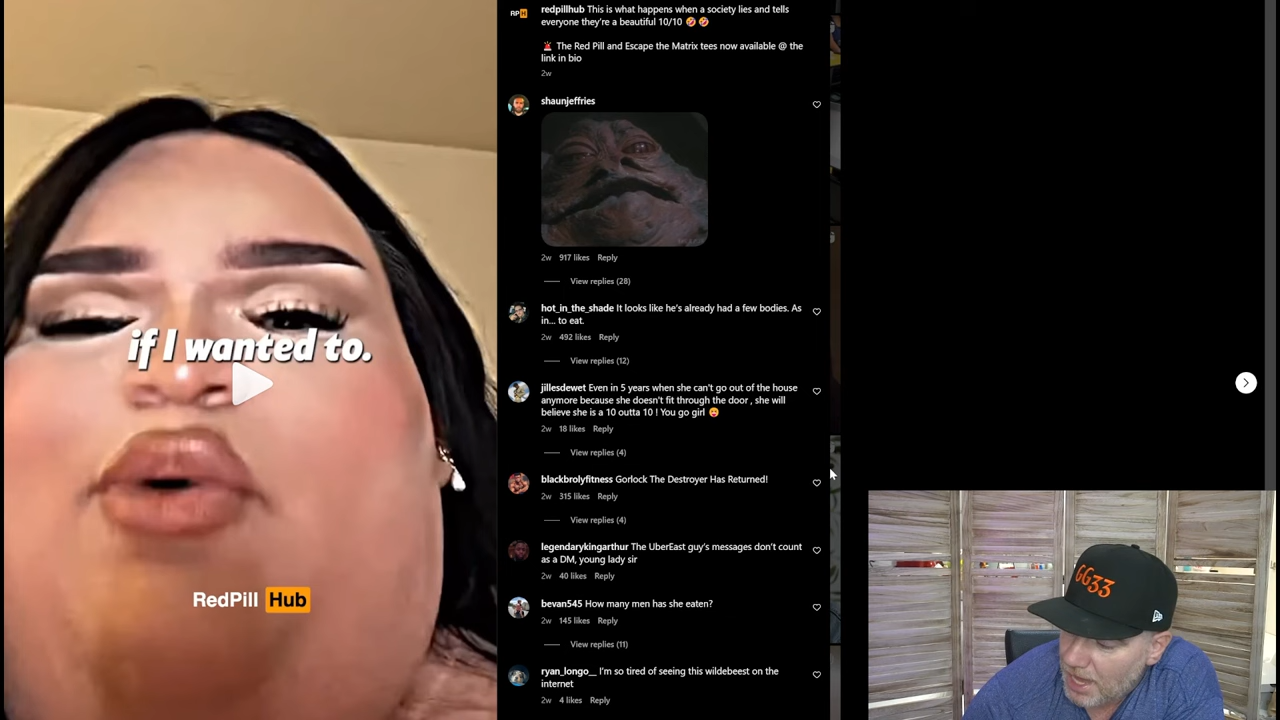 if I wanted to.
RedPill Hub
RPH
redpillhub This is what happens when a society lies and tells
everyone they're a beautiful 10/10 🤣🤣
🚨 The Red Pill and Escape the Matrix tees now available @ the
link in bio
2w
shaunjeffries
2w 917 likes Reply
View replies (28)
hot_in_the_shade It looks like he's already had a few bodies. As
in... to eat.
2w 492 likes Reply
View replies (12)
jillesdewet Even in 5 years when she can't go out of the house
anymore because she doesn't fit through the door , she will
believe she is a 10 outta 10 ! You go girl 🤩
2w 18 likes Reply
View replies (4)
blackbrolyfitness Gorlock The Destroyer Has Returned!
2w 315 likes Reply
View replies (4)
legendarykingarthur The UberEast guy's messages don't count
as a DM, young lady sir
2w 40 likes Reply
bevan545 How many men has she eaten?
2w 145 likes Reply
View replies (11)
ryan_longo__ I'm so tired of seeing this wildebeest on the
internet
2w 4 likes Reply
GG33